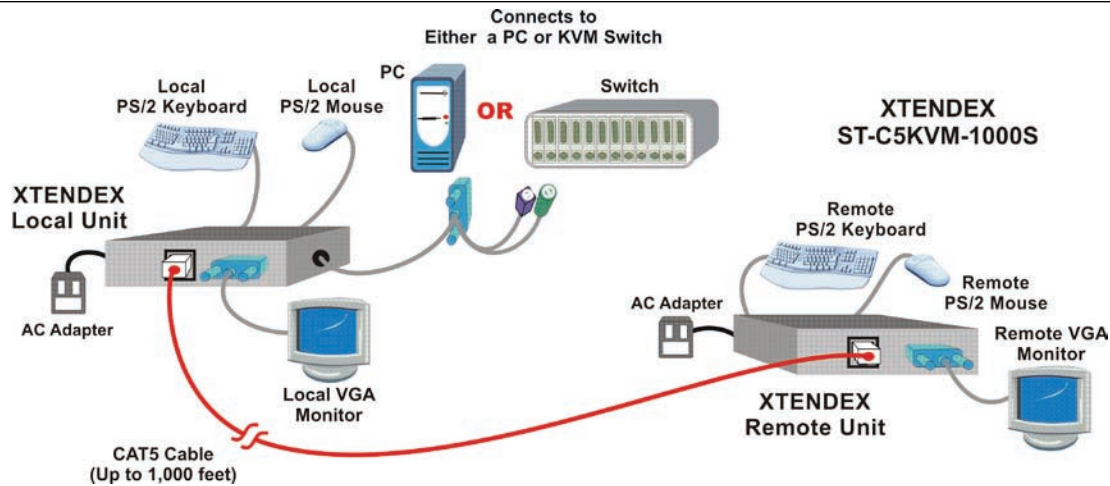 Connects to
Either a PC or KVM Switch
Local
PS/2 Keyboard
Local
PS/2 Mouse
PC
OR
Switch
XTENDEX
ST-C5KVM-1000S
XTENDEX
Local Unit
AC Adapter
Local VGA
Monitor
CAT5 Cable
(Up to 1,000 feet)
Remote
PS/2 Keyboard
Remote
PS/2 Mouse
AC Adapter
Remote VGA
Monitor
XTENDEX
Remote Unit